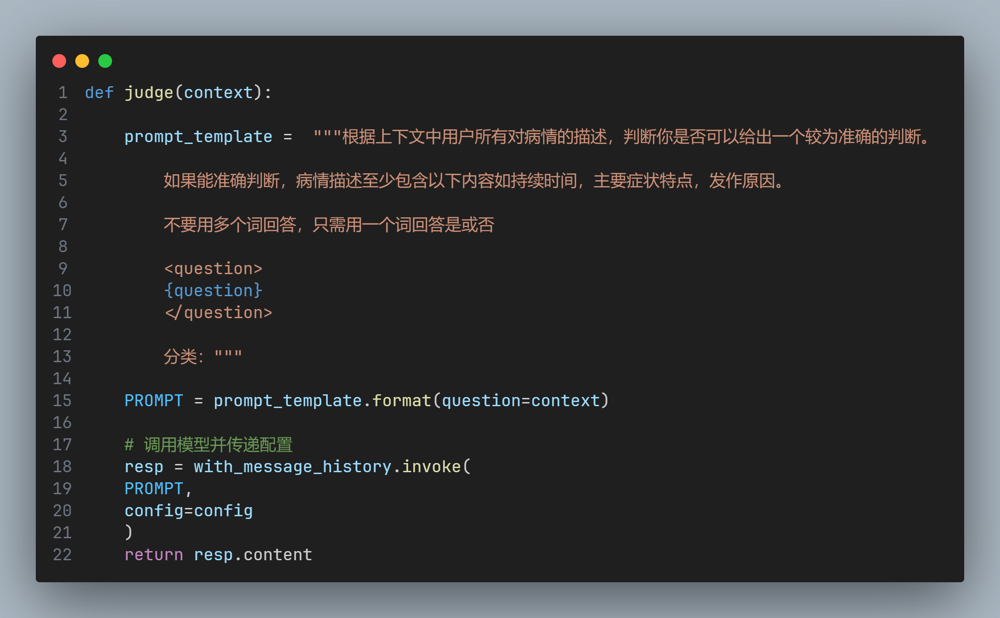 1 def judge(context):
2
3     prompt_template =  """根据上下文中用户所有对病情的描述，判断你是否可以给出一个较为准确的判断。
4
5         如果能准确判断，病情描述至少包含以下内容如持续时间，主要症状特点，发作原因。
6
7         不要用多个词回答，只需用一个词回答是或否
8
9         <question>
10         {question}
11         </question>
12
13         分类："""
14
15     PROMPT = prompt_template.format(question=context)
16
17     # 调用模型并传递配置
18     resp = with_message_history.invoke(
19     PROMPT,
20     config=config
21     )
22     return resp.content